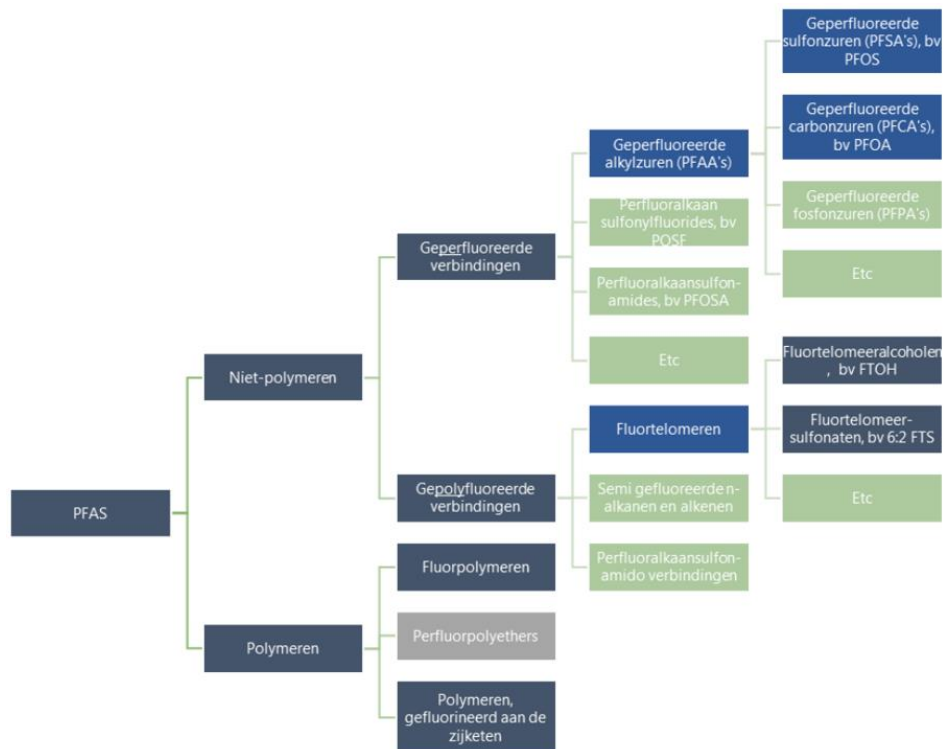 Geperfluoreerde
sulfonzuren (PFSA's), bv
PFOS
Geperfluoreerde
carbonzuren (PFCA's),
bv PFOA
Geperfluoreerde
alkylzuren (PFAA's)
Geperfluoreerde
fosfonzuren (PFPA's)
Perfluoralkaan
sulfonylfluorides, bv
POSF
Geperfluoreerde
verbindingen
Etc
Perfluoralkaansulfon-
amides, bv PFOSA
Etc
Fluortelomeeralcoholen
, bv FTOH
Niet-polymeren
Fluortelomeren
Fluortelomeer-
sulfonaten, bv 6:2 FTS
Gepolyfluoreerde
verbindingen
Semi gefluoreerde n-
alkanen en alkenen
Etc
PFAS
Fluorpolymeren
Perfluoralkaansulfon-
amido verbindingen
Perfluorpolyethers
Polymeren
Polymeren,
gefluorineerd aan de
zijketen